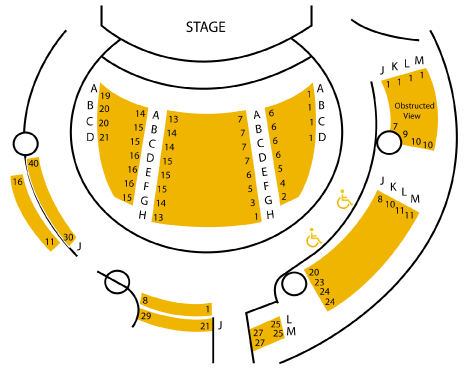 STAGE
J K L M
1 1 1 1
Obstructed
View
7 9 10 10
A 19 14 A 13 7 A 6 1 A
B 20 15 B 14 7 B 6 1 B
C 20 15 C 14 7 C 6 1 C
D 21 15 D 15 7 D 6 1 D
16 E 15 6 E 5
16 F 15 5 F 4
15 G 14 3 G 2
H 13 1 H
40
16
11 30 J
J K L M
8 10 11 11
20
23
24
24
8 1
29 21 J
27 25 L
27 25 M